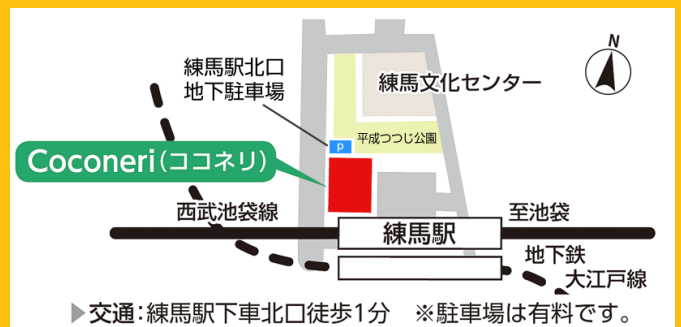 N
練馬駅北口
地下駐車場
練馬文化センター
P
平成つつじ公園
Coconeri(ココネリ)
西武池袋線
至池袋
練馬駅
地下鉄
大江戸線
▶交通：練馬駅下車北口徒歩1分　※駐車場は有料です。